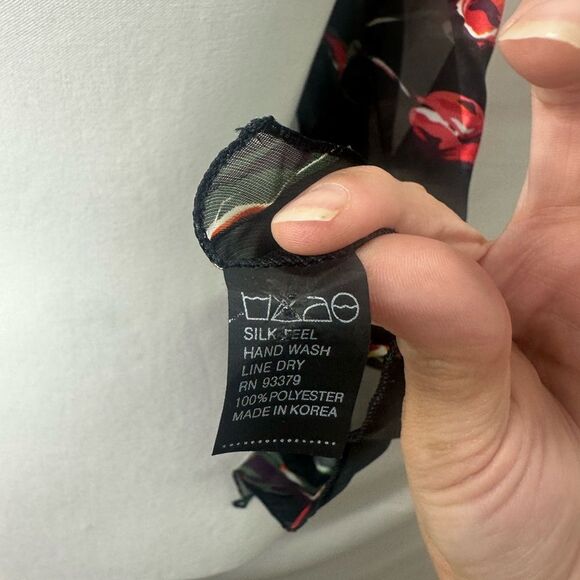 SILK FEEL
HAND WASH
LINE DRY
RN 93379
100% POLYESTER
MADE IN KOREA